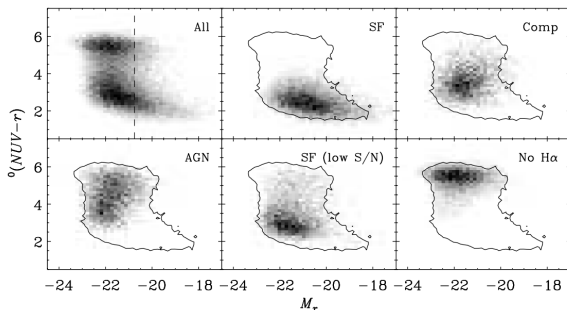 All
SF
Comp
6
4
2
AGN
SF (low S/N)
No Hα
6
4
2
0(NUV−r)
−24 −22 −20 −18 −24 −22 −20 −18 −24 −22 −20 −18
M_r